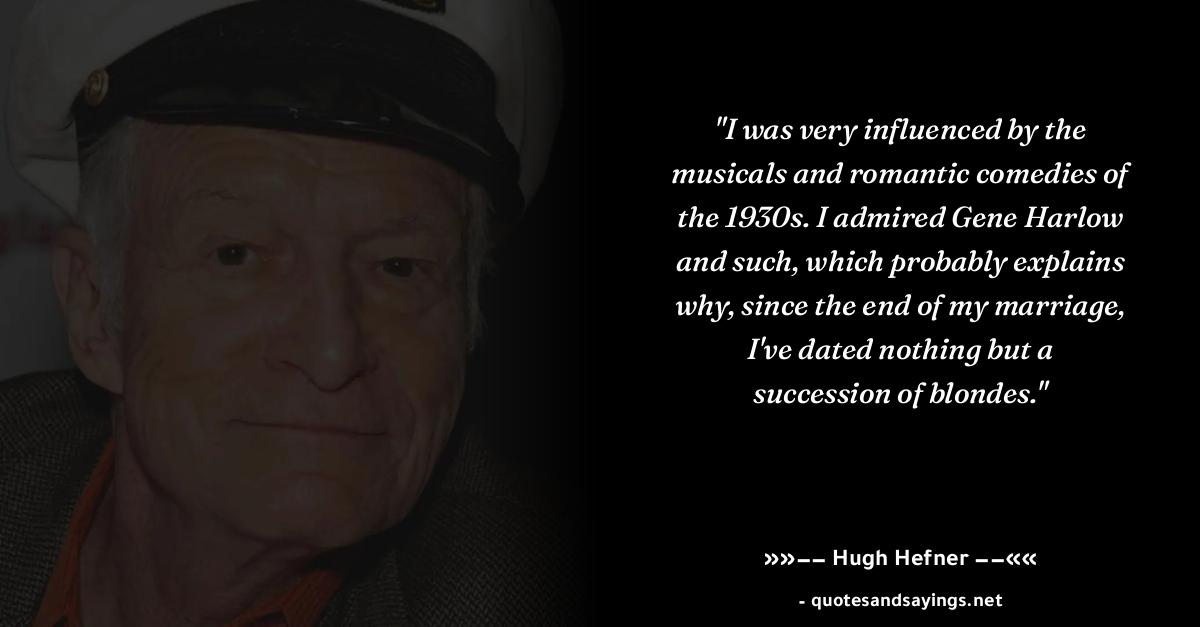 "I was very influenced by the
musicals and romantic comedies of
the 1930s. I admired Gene Harlow
and such, which probably explains
why, since the end of my marriage,
I've dated nothing but a
succession of blondes."
»»—— Hugh Hefner ——««
- quotesandsayings.net